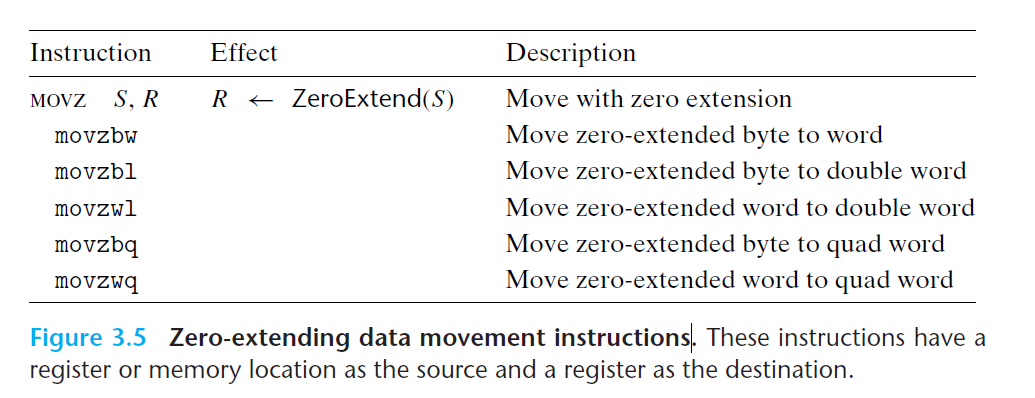 Instruction Effect Description
MOVZ S, R R ← ZeroExtend(S) Move with zero extension
movzbw Move zero-extended byte to word
movzbl Move zero-extended byte to double word
movzwl Move zero-extended word to double word
movzbq Move zero-extended byte to quad word
movzwq Move zero-extended word to quad word
Figure 3.5 Zero-extending data movement instructions. These instructions have a
register or memory location as the source and a register as the destination.